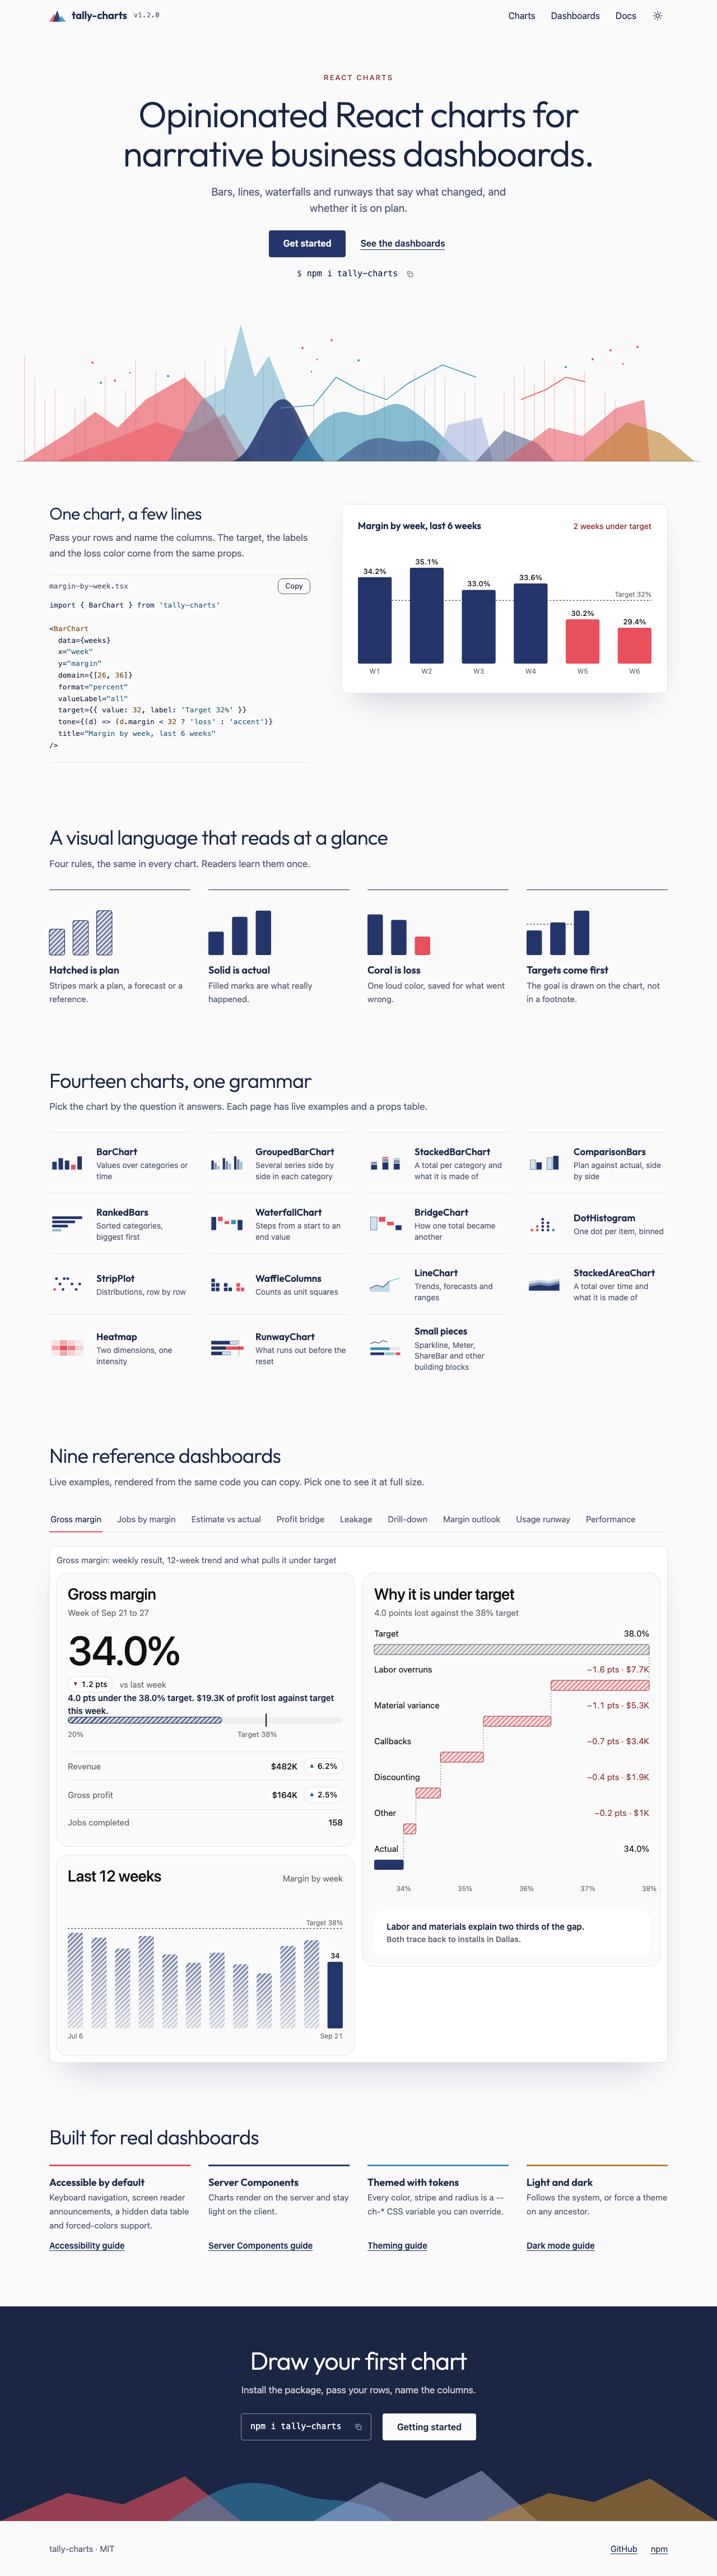 tally-charts v1.2.0
Charts Dashboards Docs
REACT CHARTS
Opinionated React charts for
narrative business dashboards.
Bars, lines, waterfalls and runways that say what changed, and
whether it is on plan.
Get started See the dashboards
$ npm i tally-charts
One chart, a few lines
Pass your rows and name the columns. The target, the labels
and the loss color come from the same props.
margin-by-week.tsx Copy
import { BarChart } from 'tally-charts'
<BarChart
data={weeks}
x="week"
y="margin"
domain={[26, 36]}
format="percent"
valueLabel="all"
target={{ value: 32, label: 'Target 32%' }}
tone={(d) => (d.margin < 32 ? 'loss' : 'accent')}
title="Margin by week, last 6 weeks"
/>
Margin by week, last 6 weeks 2 weeks under target
34.2% 35.1% 33.0% 33.6% 30.2% 29.4%
Target 32%
W1 W2 W3 W4 W5 W6
A visual language that reads at a glance
Four rules, the same in every chart. Readers learn them once.
Hatched is plan
Stripes mark a plan, a forecast or a
reference.
Solid is actual
Filled marks are what really
happened.
Coral is loss
One loud color, saved for what went
wrong.
Targets come first
The goal is drawn on the chart, not
in a footnote.
Fourteen charts, one grammar
Pick the chart by the question it answers. Each page has live examples and a props table.
BarChart
Values over categories or
time
GroupedBarChart
Several series side by
side in each category
StackedBarChart
A total per category and
what it is made of
ComparisonBars
Plan against actual, side
by side
RankedBars
Sorted categories,
biggest first
WaterfallChart
Steps from a start to an
end value
BridgeChart
How one total became
another
DotHistogram
One dot per item, binned
StripPlot
Distributions, row by row
WaffleColumns
Counts as unit squares
LineChart
Trends, forecasts and
ranges
StackedAreaChart
A total over time and
what it is made of
Heatmap
Two dimensions, one
intensity
RunwayChart
What runs out before the
reset
Small pieces
Sparkline, Meter,
ShareBar and other
building blocks
Nine reference dashboards
Live examples, rendered from the same code you can copy. Pick one to see it at full size.
Gross margin Jobs by margin Estimate vs actual Profit bridge Leakage Drill-down Margin outlook Usage runway Performance
Gross margin: weekly result, 12-week trend and what pulls it under target
Gross margin
Week of Sep 21 to 27
34.0%
▼ 1.2 pts vs last week
4.0 pts under the 38.0% target. $19.3K of profit lost against target
this week.
20% Target 38%
Revenue $482K ▲ 6.2%
Gross profit $164K ▲ 2.5%
Jobs completed 158
Last 12 weeks Margin by week
Target 38%
34
Jul 6 Sep 21
Why it is under target
4.0 points lost against the 38% target
Target 38.0%
Labor overruns −1.6 pts · $7.7K
Material variance −1.1 pts · $5.3K
Callbacks −0.7 pts · $3.4K
Discounting −0.4 pts · $1.9K
Other −0.2 pts · $1K
Actual 34.0%
34% 35% 36% 37% 38%
Labor and materials explain two thirds of the gap.
Both trace back to installs in Dallas.
Built for real dashboards
Accessible by default
Keyboard navigation, screen reader
announcements, a hidden data table
and forced-colors support.
Accessibility guide
Server Components
Charts render on the server and stay
light on the client.
Server Components guide
Themed with tokens
Every color, stripe and radius is a --
ch-* CSS variable you can override.
Theming guide
Light and dark
Follows the system, or force a theme
on any ancestor.
Dark mode guide
Draw your first chart
Install the package, pass your rows, name the columns.
npm i tally-charts Getting started
tally-charts · MIT GitHub npm